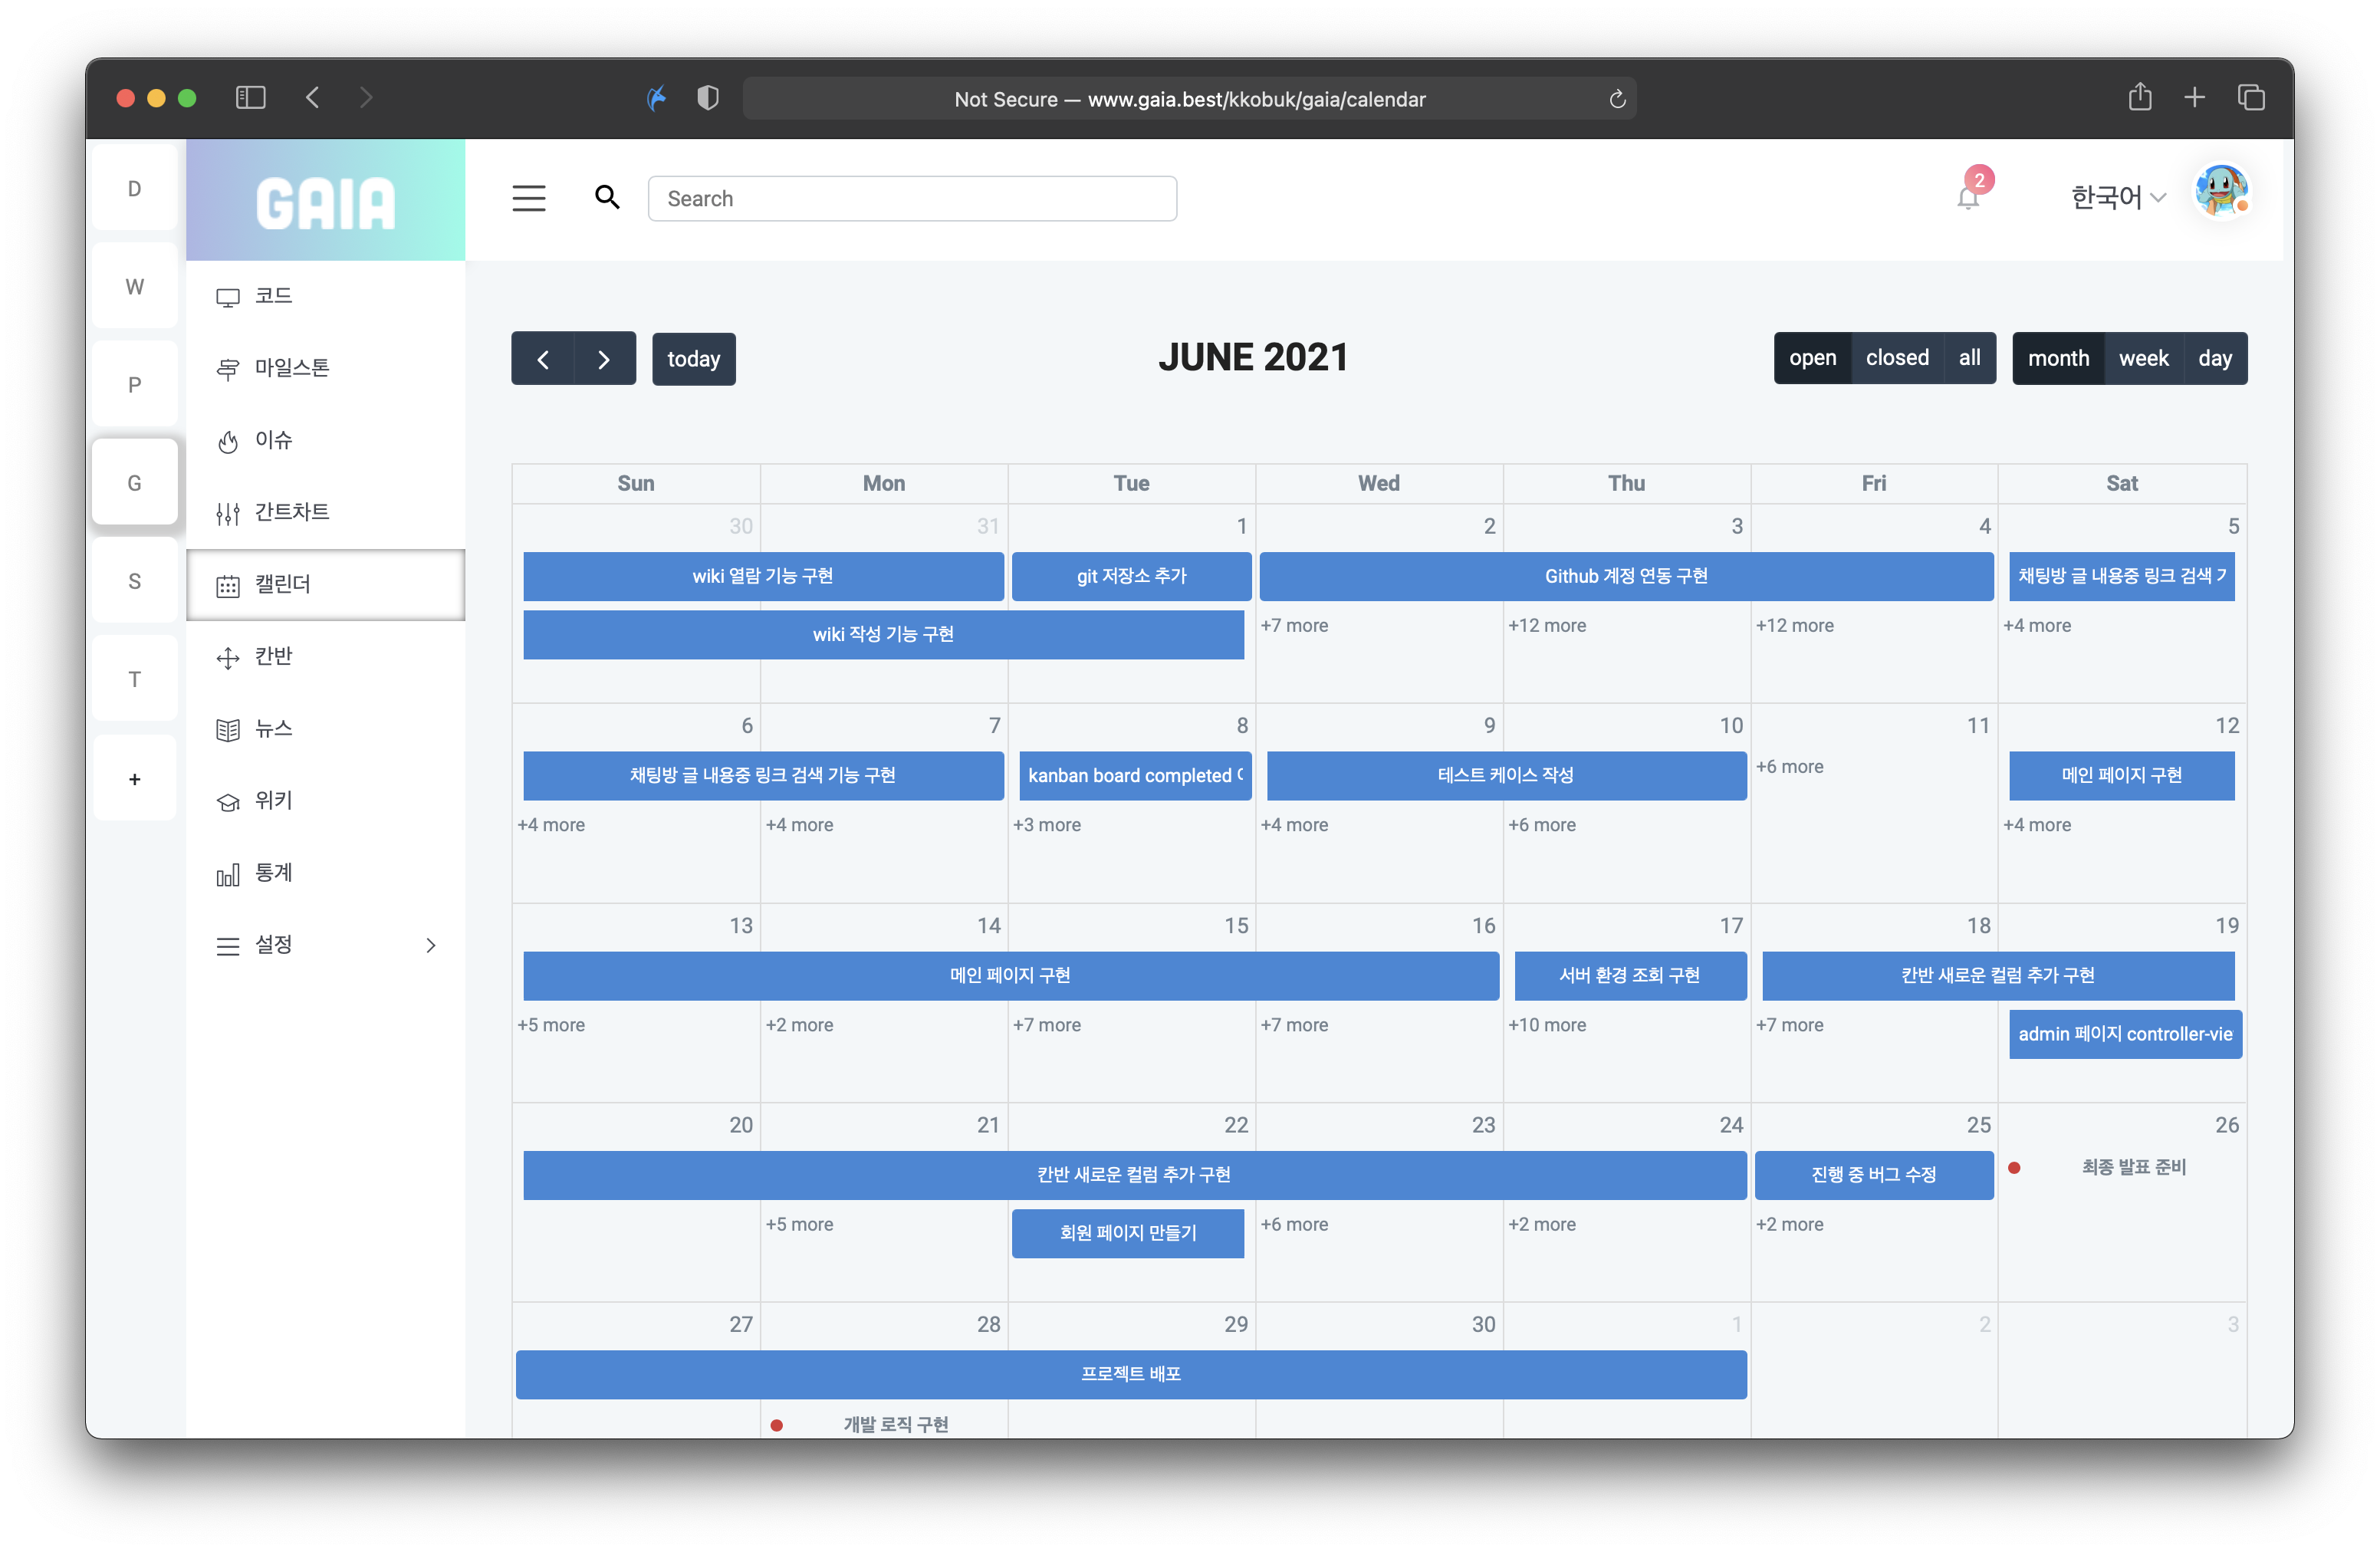 Not Secure — www.gaia.best/kkobuk/gaia/calendar
D
W
P
G
S
T
+
GAIA
코드
마일스톤
이슈
간트차트
캘린더
칸반
뉴스
위키
통계
설정
Search
2
한국어
today
JUNE 2021
open closed all
month week day
Sun Mon Tue Wed Thu Fri Sat
30 31 1 2 3 4 5
wiki 열람 기능 구현 git 저장소 추가 Github 계정 연동 구현 채팅방 글 내용중 링크 검색
wiki 작성 기능 구현 +7 more +12 more +12 more +4 more
6 7 8 9 10 11 12
채팅방 글 내용중 링크 검색 기능 구현 kanban board completed 테스트 케이스 작성 +6 more 메인 페이지 구현
+4 more +4 more +3 more +4 more +6 more +4 more
13 14 15 16 17 18 19
메인 페이지 구현 서버 환경 조회 구현 칸반 새로운 컬럼 추가 구현
+5 more +2 more +7 more +7 more +10 more +7 more admin 페이지 controller-vie
20 21 22 23 24 25 26
칸반 새로운 컬럼 추가 구현 진행 중 버그 수정 최종 발표 준비
+5 more 회원 페이지 만들기 +6 more +2 more +2 more
27 28 29 30 1 2 3
프로젝트 배포
개발 로직 구현